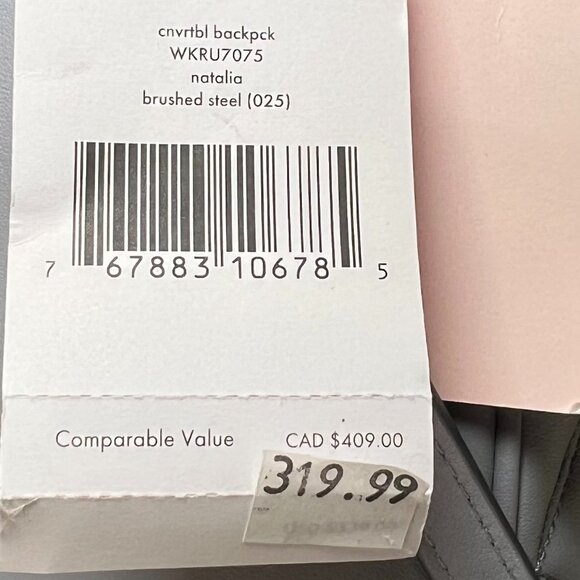 cnvrtbl backpck
WKRU7075
natalia
brushed steel (025)
7 67883 10678 5
Comparable Value CAD $409.00
319.99